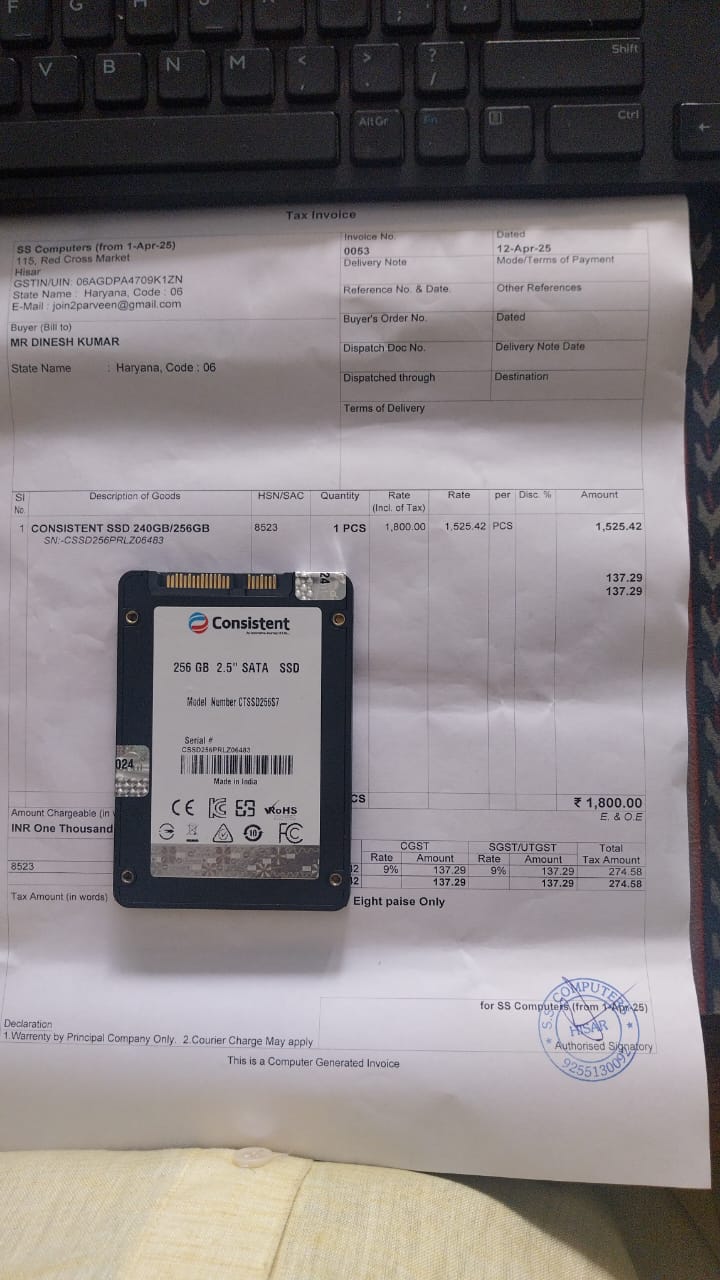 F G : ;
V B N M < , > . ? / Shift
AltGr Fn Ctrl
Tax Invoice
SS Computers (from 1-Apr-25)
115, Red Cross Market
Hisar
GSTIN/UIN: 06AGDPA4709K1ZN
State Name : Haryana, Code : 06
E-Mail : join2parveen@gmail.com
Buyer (Bill to)
MR DINESH KUMAR
State Name : Haryana, Code : 06
Invoice No. Dated
0053 12-Apr-25
Delivery Note Mode/Terms of Payment
Reference No. & Date. Other References
Buyer's Order No. Dated
Dispatch Doc No. Delivery Note Date
Dispatched through Destination
Terms of Delivery
Sl No. Description of Goods HSN/SAC Quantity Rate (Incl. of Tax) Rate per Disc. % Amount
1 CONSISTENT SSD 240GB/256GB 8523 1 PCS 1,800.00 1,525.42 PCS 1,525.42
SN:-CSSD256PRLZ06483
137.29
137.29
24
Consistent
256 GB 2.5" SATA SSD
Model Number CTSSD256S7
Serial #
CSSD256PRLZ06483
Made in India
024
CE RoHS
10 FC
CS ₹ 1,800.00
Amount Chargeable (in E. & O.E
INR One Thousand
CGST SGST/UTGST Total
Rate Amount Rate Amount Tax Amount
8523 9% 137.29 9% 137.29 274.58
137.29 137.29 274.58
Tax Amount (in words) Eight paise Only
for SS Computers (from 1-Apr-25)
S.S. COMPUTERS
HISAR
Authorised Signatory
Declaration
1.Warrenty by Principal Company Only. 2.Courier Charge May apply
This is a Computer Generated Invoice